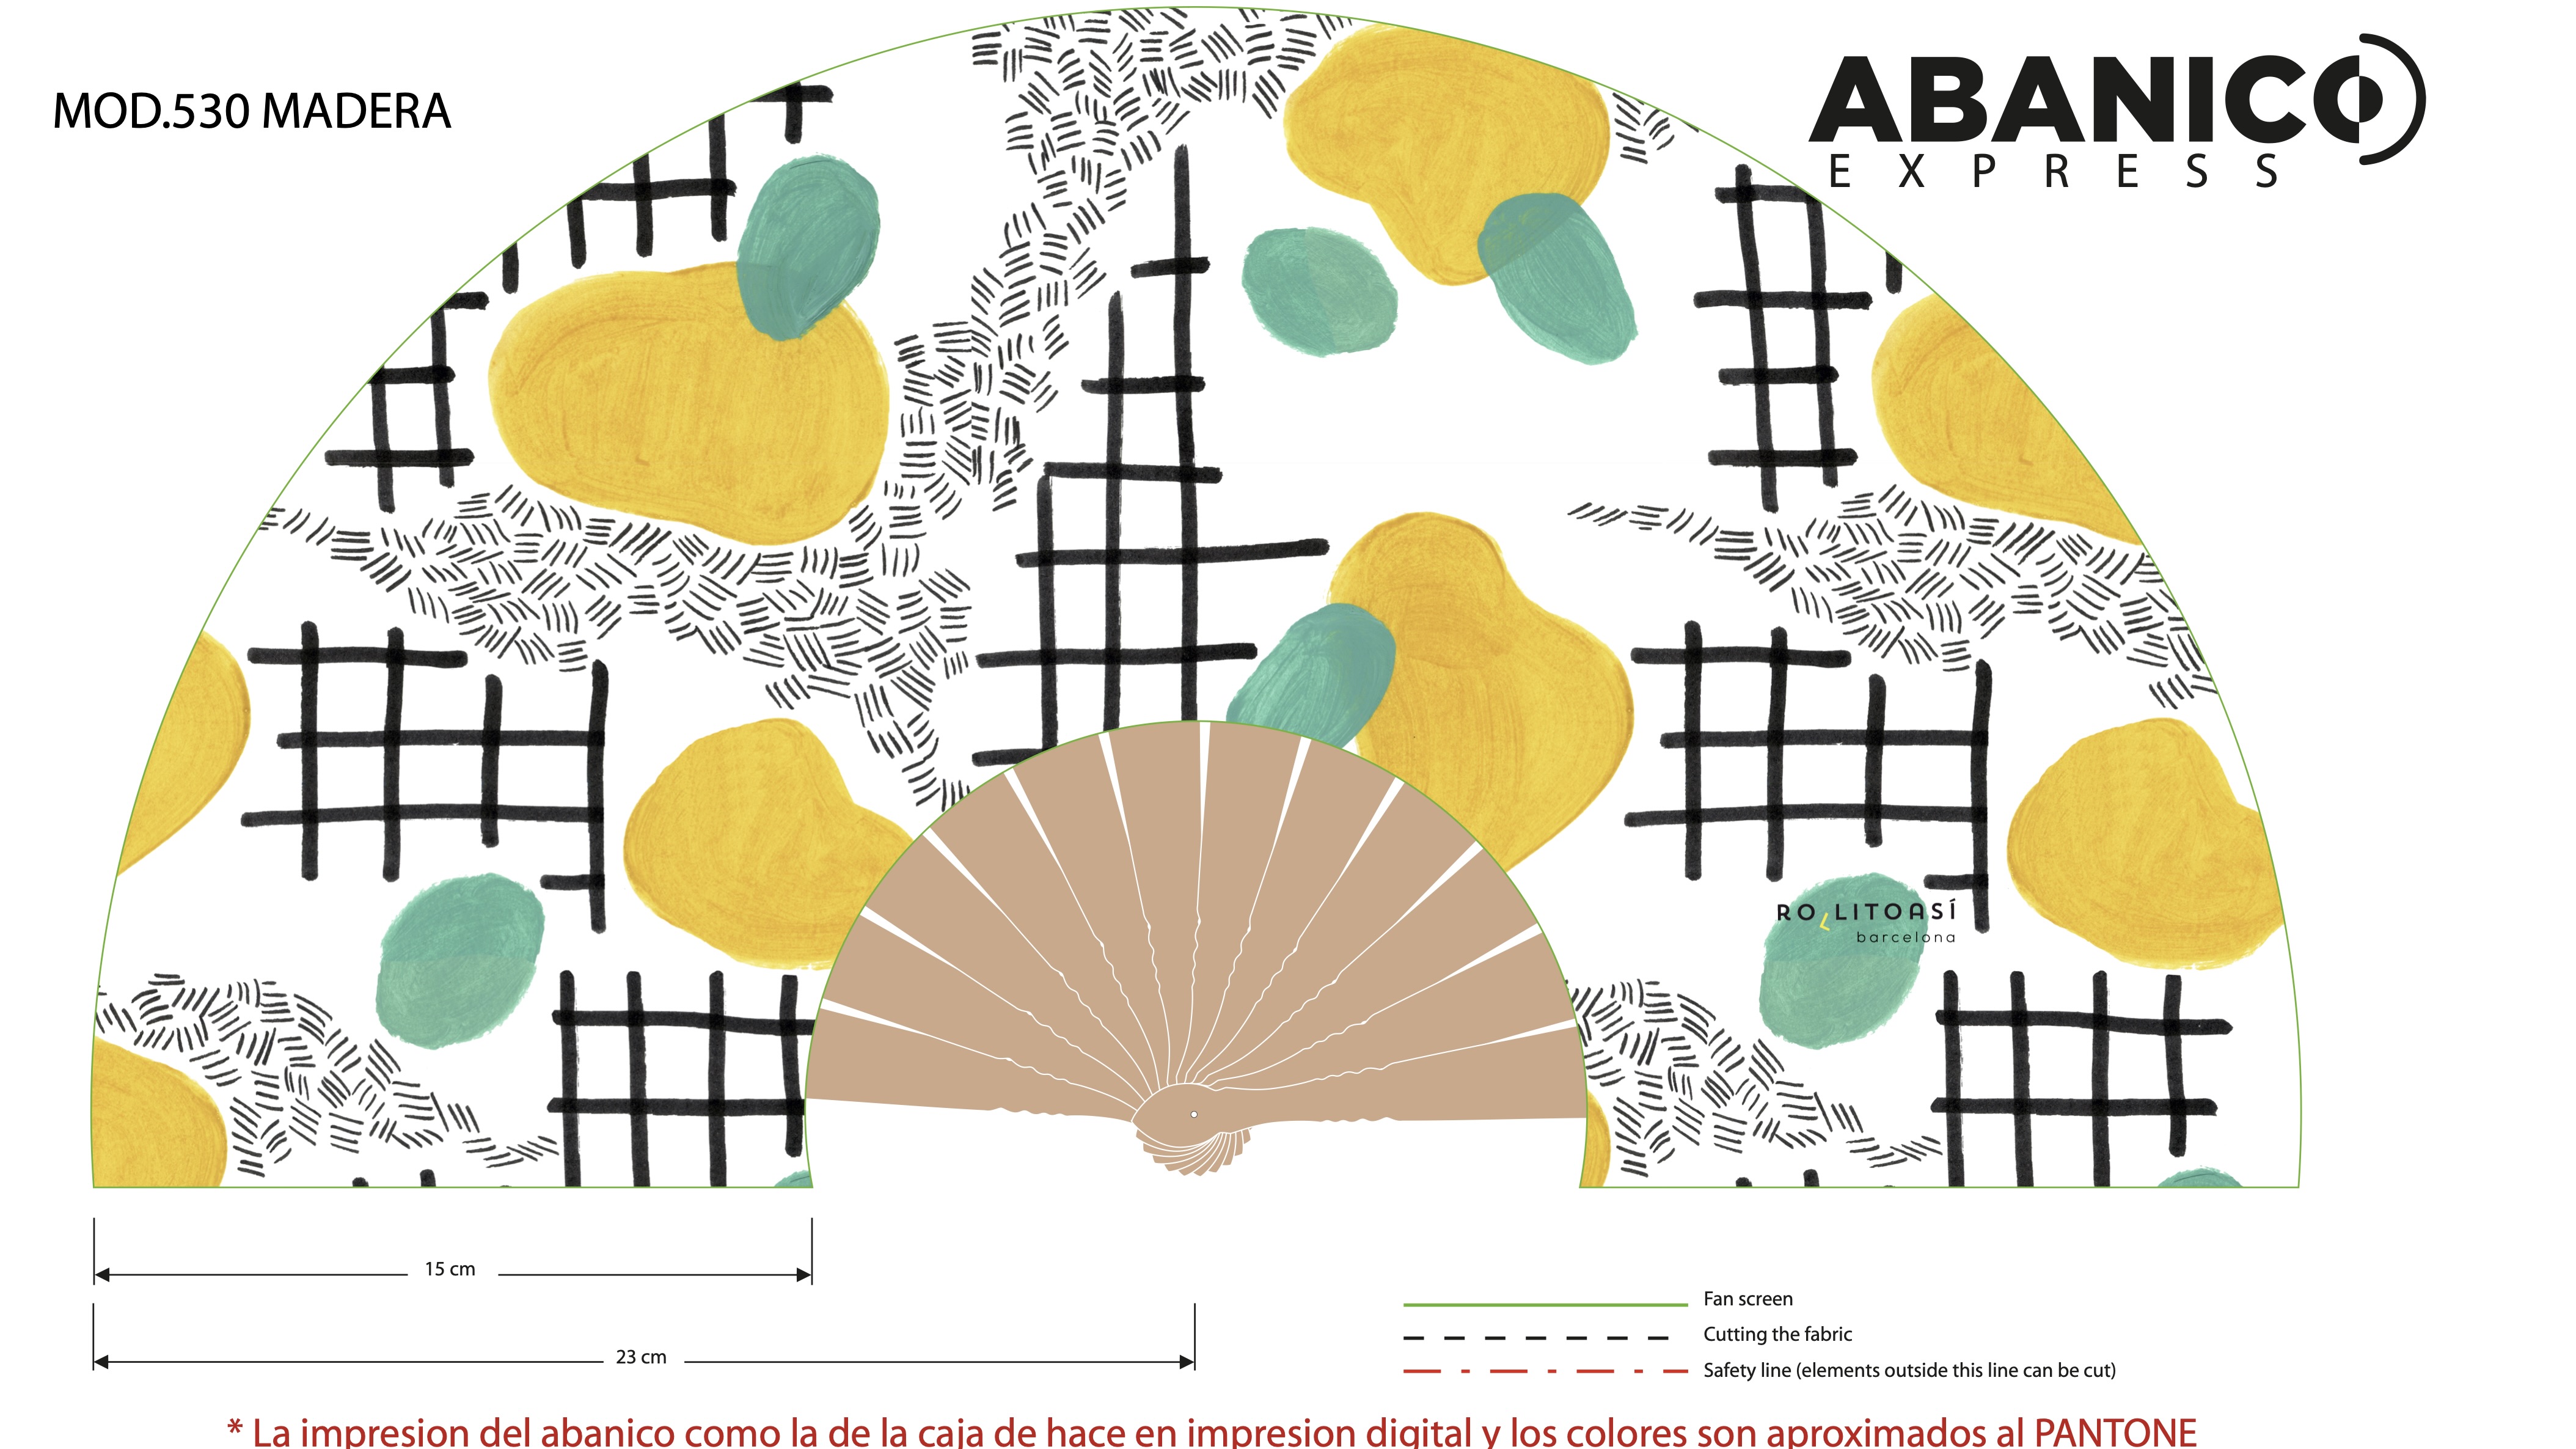 MOD.530 MADERA
ABANICO
EXPRESS
ROLLITOASÍ
barcelona
15 cm
23 cm
Fan screen
Cutting the fabric
Safety line (elements outside this line can be cut)
* La impresion del abanico como la de la caja de hace en impresion digital y los colores son aproximados al PANTONE